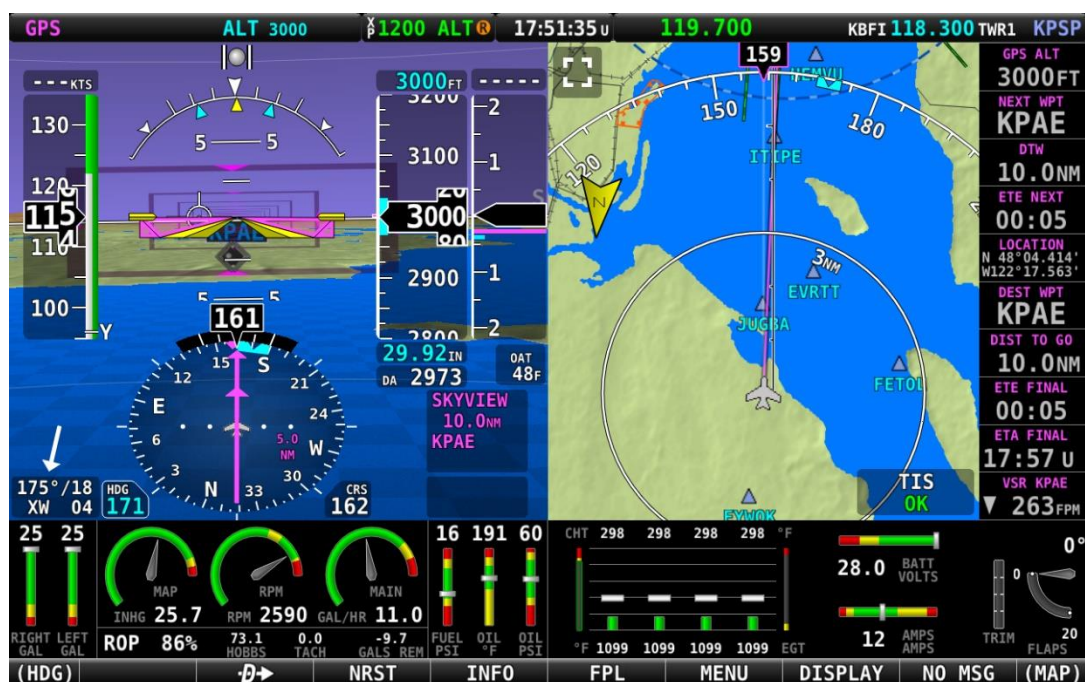 GPS ALT 3000 XP 1200 ALT R 17:51:35 U 119.700 KBFI 118.300 TWR1 KPSP
--- KTS
130
120
115
110
100
Y
5 5
5 5
KPAE
3000FT
3200
3100
3000
20
80
2900
2800
-----
2
1
1
2
S
29.92IN
DA 2973
OAT
48F
SKYVIEW
10.0NM
KPAE
161
15 S 21 24 W 30 33 N 3 6 E 12
5.0
NM
175°/18
XW 04
HDG
171
CRS
162
159
120 150 180
HEMVU
ITIPE
3NM
EVRTT
JUGBA
FETOL
EYWOK
N
TIS
OK
GPS ALT
3000FT
NEXT WPT
KPAE
DTW
10.0NM
ETE NEXT
00:05
LOCATION
N 48°04.414'
W122°17.563'
DEST WPT
KPAE
DIST TO GO
10.0NM
ETE FINAL
00:05
ETA FINAL
17:57 U
VSR KPAE
263FPM
25 25
RIGHT GAL LEFT GAL
MAP
INHG 25.7
RPM
RPM 2590
MAIN
GAL/HR 11.0
ROP 86%
73.1 HOBBS
0.0 TACH
-9.7 GALS REM
16 191 60
FUEL PSI OIL °F OIL PSI
CHT 298 298 298 298 °F
°F 1099 1099 1099 1099 EGT
28.0 BATT VOLTS
12 AMPS AMPS
TRIM
0°
0
20
FLAPS
(HDG) D NRST INFO FPL MENU DISPLAY NO MSG (MAP)